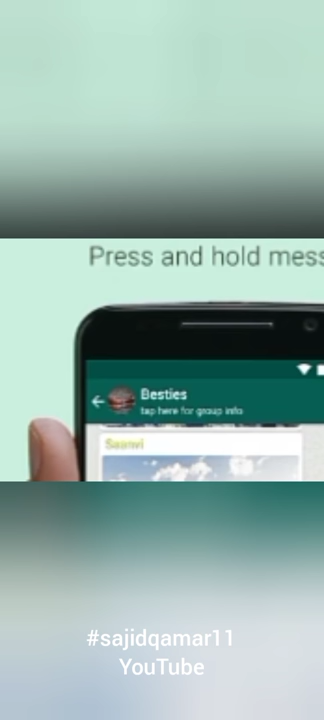 Press and hold mess
Besties
tap here for group info
Saanvi
#sajidqamar11
YouTube